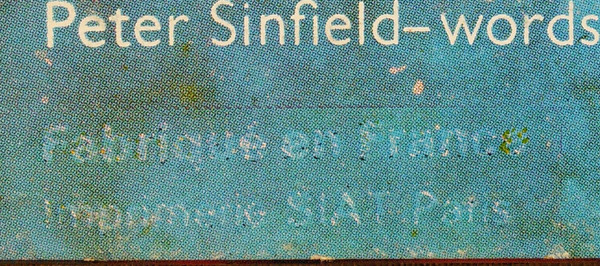 Peter Sinfield–words
Fabriqué en France
Imprimerie SIAT Paris